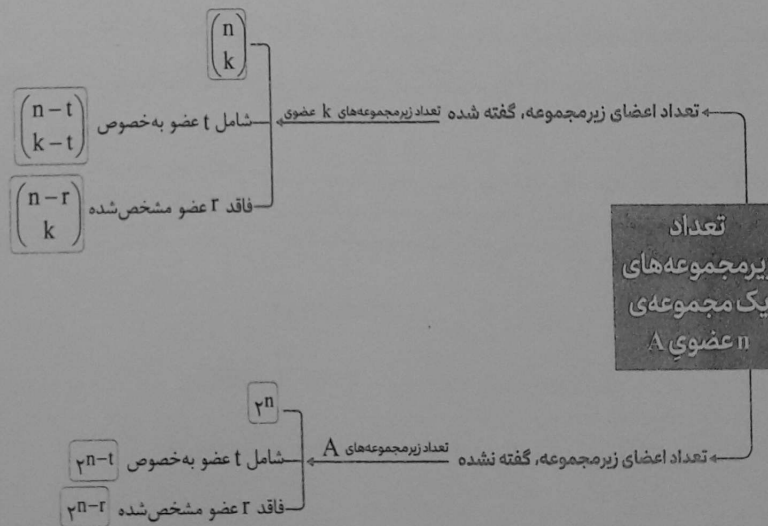 تعداد
زیرمجموعه‌های
یک مجموعه‌ی
n عضوی A
تعداد اعضای زیرمجموعه، گفته شده
تعداد زیرمجموعه‌های k عضوی
(n k)
شامل t عضو به‌خصوص (n−t k−t)
فاقد r عضو مشخص‌شده (n−r k)
تعداد اعضای زیرمجموعه، گفته نشده
تعداد زیرمجموعه‌های A
۲^n
شامل t عضو به‌خصوص ۲^n−t
فاقد r عضو مشخص‌شده ۲^n−r